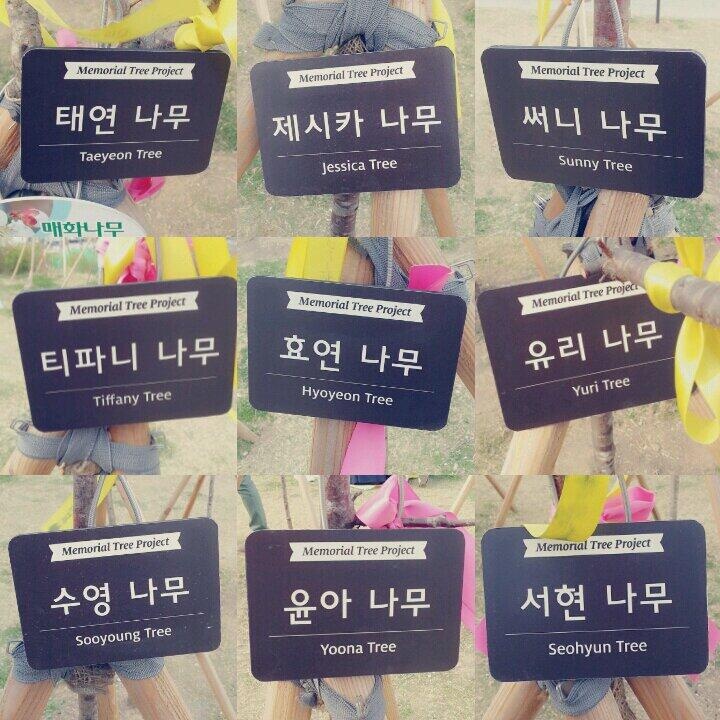 Memorial Tree Project
태연 나무
Taeyeon Tree
매화나무
Memorial Tree Project
제시카 나무
Jessica Tree
Memorial Tree Project
써니 나무
Sunny Tree
Memorial Tree Project
티파니 나무
Tiffany Tree
Memorial Tree Project
효연 나무
Hyoyeon Tree
Memorial Tree Project
유리 나무
Yuri Tree
Memorial Tree Project
수영 나무
Sooyoung Tree
Memorial Tree Project
윤아 나무
Yoona Tree
Memorial Tree Project
서현 나무
Seohyun Tree